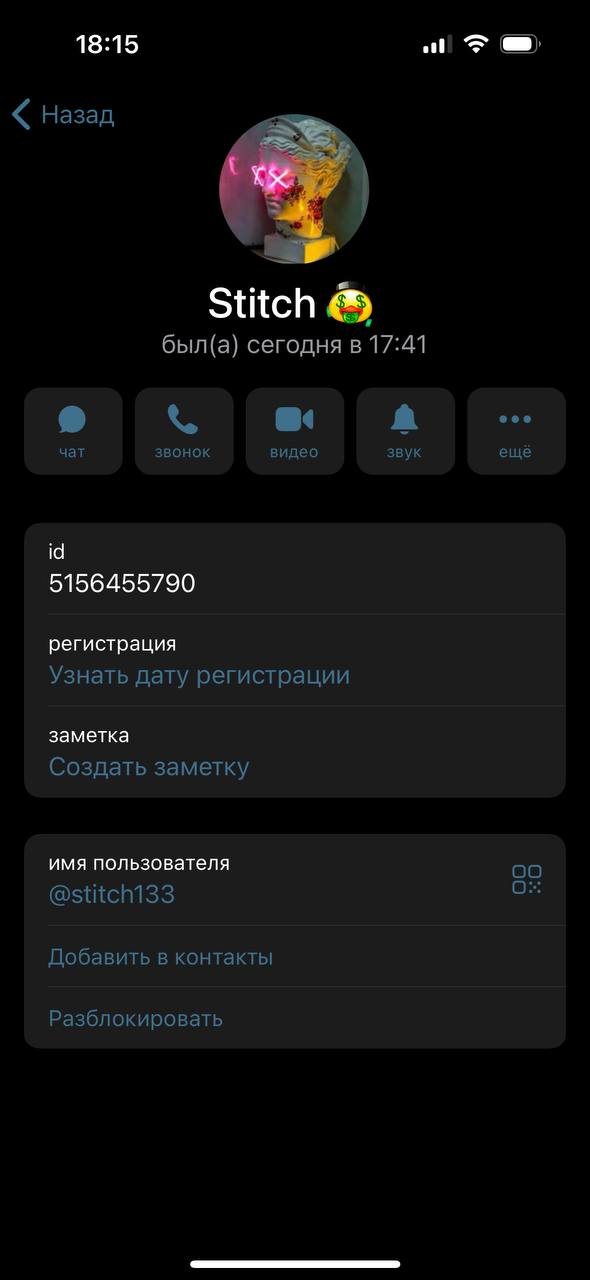 18:15
Назад
Stitch
был(а) сегодня в 17:41
чат звонок видео звук ещё
id
5156455790
регистрация
Узнать дату регистрации
заметка
Создать заметку
имя пользователя
@stitch133
Добавить в контакты
Разблокировать